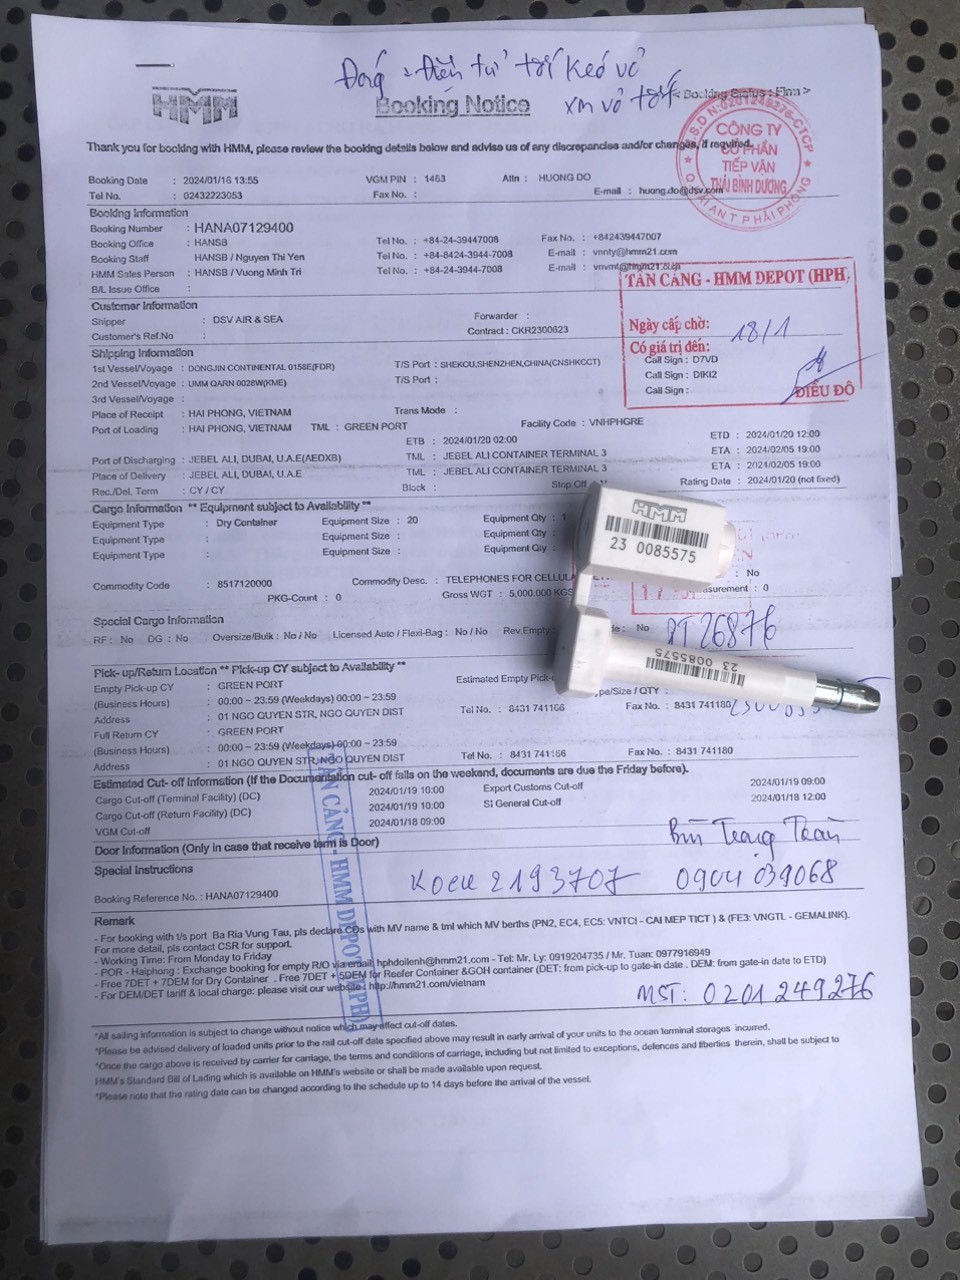 Đóng: Điện tử tới kéo vỏ
xm vỏ tốt
HMM
Booking Notice
< Booking Status : Firm >
CÔNG TY
CỔ PHẦN
TIẾP VẬN
THÁI BÌNH DƯƠNG
M.S.D.N:0201249276-CTCP
Thank you for booking with HMM, please review the booking details below and advise us of any discrepancies and/or changes, if required.
Booking Date : 2024/01/16 13:55 VGM PIN : 1463 Attn : HUONG DO
Tel No. : 02432223053 Fax No. : E-mail : huong.do@dsv.com
Booking Information
Booking Number : HANA07129400
Booking Office : HANSB Tel No. : +84-24-39447008 Fax No. : +842439447007
Booking Staff HANSB / Nguyen Thi Yen Tel No. : +84-8424-3944-7008 E-mail : vnnty@hmm21.com
HMM Sales Person : HANSB / Vuong Minh Tri Tel No. : +84-24-3944-7008 E-mail : vnvmt@hmm21.com
B/L Issue Office :
TÂN CẢNG - HMM DEPOT (HPH)
Ngày cấp chờ: 18/1
Có giá trị đến:
ĐIỀU ĐỘ
Customer Information
Shipper : DSV AIR & SEA Forwarder :
Customer's Ref.No : Contract : CKR2300623
Shipping Information
1st Vessel/Voyage : DONGJIN CONTINENTAL 0158E(FDR) T/S Port : SHEKOU,SHENZHEN,CHINA(CNSHKCCT) Call Sign : D7VD
2nd Vessel/Voyage : UMM QARN 0028W(KME) T/S Port : Call Sign : DIKI2
3rd Vessel/Voyage : Call Sign :
Place of Receipt : HAI PHONG, VIETNAM Trans Mode :
Port of Loading : HAI PHONG, VIETNAM TML : GREEN PORT Facility Code : VNHPHGRE
ETB : 2024/01/20 02:00 ETD : 2024/01/20 12:00
Port of Discharging : JEBEL ALI, DUBAI, U.A.E(AEDXB) TML : JEBEL ALI CONTAINER TERMINAL 3 ETA : 2024/02/05 19:00
Place of Delivery : JEBEL ALI, DUBAI, U.A.E TML : JEBEL ALI CONTAINER TERMINAL 3 ETA : 2024/02/05 19:00
Rec./Del. Term : CY / CY Block : Stop Off : Rating Date : 2024/01/20 (not fixed)
Cargo Information ** Equipment subject to Availability **
Equipment Type : Dry Container Equipment Size : 20 Equipment Qty : 1
Equipment Type : Equipment Size : Equipment Qty :
Equipment Type : Equipment Size : Equipment Qty :
: No
Commodity Code : 8517120000 Commodity Desc. : TELEPHONES FOR CELLULA
PKG-Count : 0 Gross WGT : 5,000.000 KGS asurement : 0
HMM
23 0085575
23 0085575
Special Cargo Information
RF : No DG : No Oversize/Bulk : No / No Licensed Auto / Flexi-Bag : No / No Rev.Empty : No
RT 26876
Pick- up/Return Location ** Pick-up CY subject to Availability **
Empty Pick-up CY : GREEN PORT Estimated Empty Pick-
(Business Hours) : 00:00 ~ 23:59 (Weekdays) 00:00 ~ 23:59 ype/Size / QTY :
Address : 01 NGO QUYEN STR, NGO QUYEN DIST Tel No. : 8431 741166 Fax No. : 8431 741180
Full Return CY : GREEN PORT
(Business Hours) : 00:00 ~ 23:59 (Weekdays) 00:00 ~ 23:59
Address : 01 NGO QUYEN STR, NGO QUYEN DIST Tel No. : 8431 741166 Fax No. : 8431 741180
Estimated Cut- off Information (If the Documentation cut- off falls on the weekend, documents are due the Friday before).
Cargo Cut-off (Terminal Facility) (DC) 2024/01/19 10:00 Export Customs Cut-off 2024/01/19 09:00
Cargo Cut-off (Return Facility) (DC) 2024/01/19 10:00 SI General Cut-off 2024/01/18 12:00
VGM Cut-off 2024/01/18 09:00
Door Information (Only in case that receive term is Door)
Bùi Trọng Toàn
Special Instructions
KOCU 2193707 0904 039068
Booking Reference No. : HANA07129400
TÂN CẢNG - HMM DEPOT (HPH)
Remark
- For booking with t/s port Ba Ria Vung Tau, pls declare CDs with MV name & tml which MV berths (PN2, EC4, EC5: VNTCI - CAI MEP TICT ) & (FE3: VNGTL - GEMALINK).
For more detail, pls contact CSR for support.
- Working Time: From Monday to Friday
- POR - Haiphong : Exchange booking for empty R/O via email: hphdoilenh@hmm21.com - Tel: Mr. Ly: 0919204735 / Mr. Tuan: 0977916949
- Free 7DET + 7DEM for Dry Container , Free 7DET + 5DEM for Reefer Container &GOH container (DET: from pick-up to gate-in date . DEM: from gate-in date to ETD)
- For DEM/DET tariff & local charge: please visit our website : http://hmm21.com/vietnam
MST: 0201249276
*All sailing information is subject to change without notice which may affect cut-off dates.
*Please be advised delivery of loaded units prior to the rail cut-off date specified above may result in early arrival of your units to the ocean terminal storages incurred.
*Once the cargo above is received by carrier for carriage, the terms and conditions of carriage, including but not limited to exceptions, defences and liberties therein, shall be subject to
HMM's Standard Bill of Lading which is available on HMM's website or shall be made available upon request.
*Please note that the rating date can be changed according to the schedule up to 14 days before the arrival of the vessel.